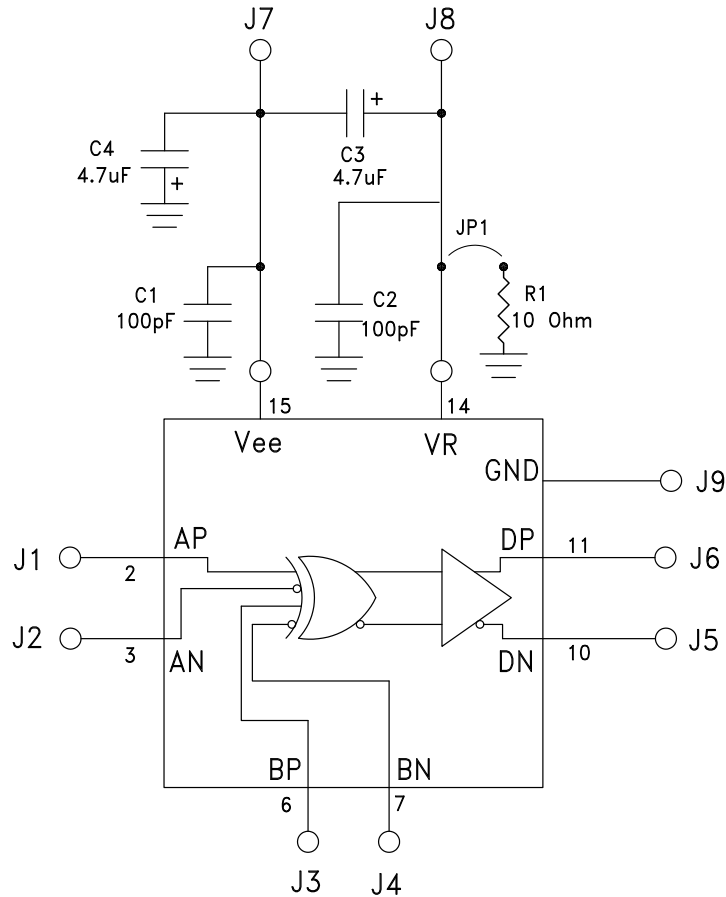 J7
J8
C4
4.7uF
+
+
C3
4.7uF
JP1
C1
100pF
C2
100pF
R1
10 Ohm
15
14
Vee
VR
GND
J9
J1
2
AP
DP
11
J6
J2
3
AN
DN
10
J5
BP
BN
6
7
J3
J4